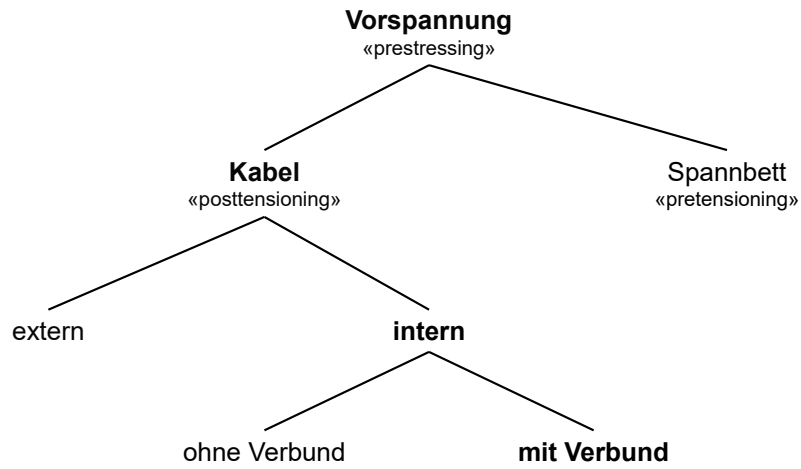 Vorspannung
«prestressing»
Kabel
«posttensioning»
Spannbett
«pretensioning»
extern
intern
ohne Verbund
mit Verbund